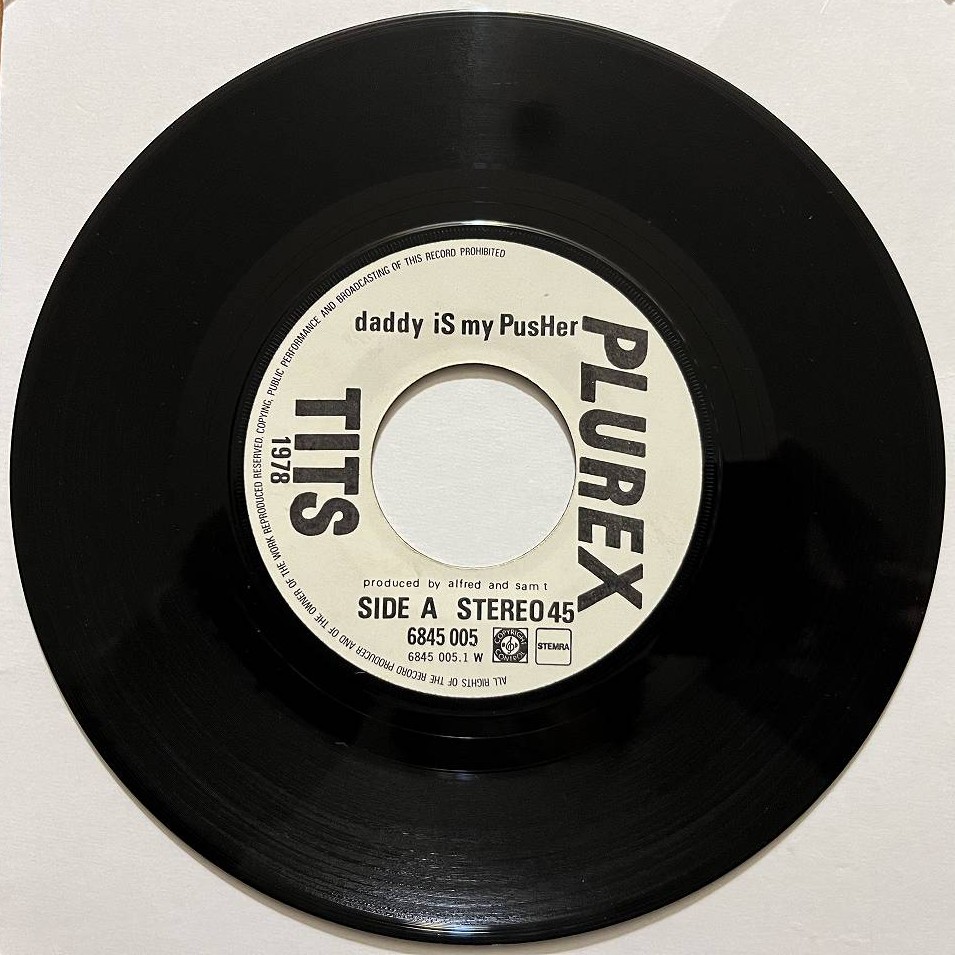 ALL RIGHTS OF THE RECORD PRODUCER AND OF THE OWNER OF THE WORK REPRODUCED RESERVED, COPYING, PUBLIC PERFORMANCE AND BROADCASTING OF THIS RECORD PROHIBITED
daddy iS my PusHer
PLUREX
TITS
1978
produced by alfred and sam t
SIDE A STEREO 45
6845 005
6845 005.1 W
COPYRIGHT CONTROL
STEMRA